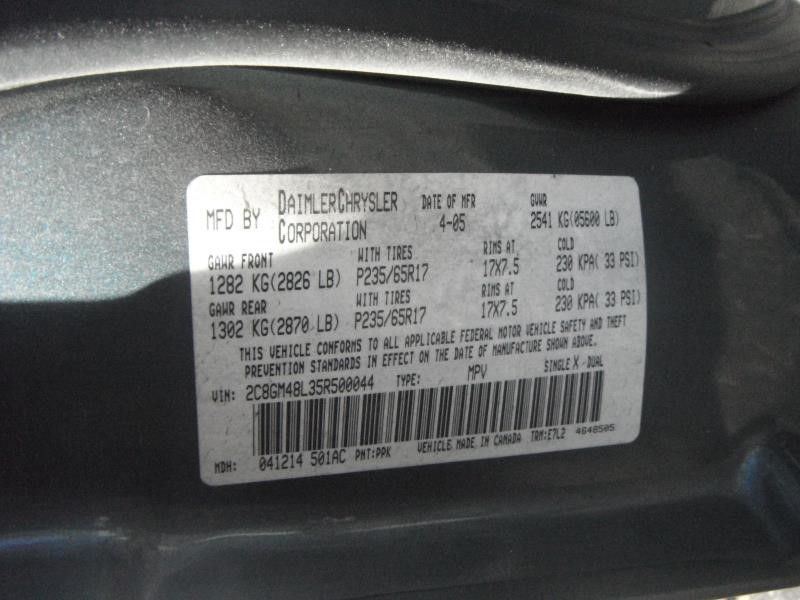 MFD BY DAIMLERCHRYSLER CORPORATION DATE OF MFR 4-05 GVWR 2541 KG(05600 LB)
GAWR FRONT WITH TIRES RIMS AT COLD
1282 KG(2826 LB) P235/65R17 17X7.5 230 KPA( 33 PSI)
GAWR REAR WITH TIRES RIMS AT COLD
1302 KG(2870 LB) P235/65R17 17X7.5 230 KPA( 33 PSI)
THIS VEHICLE CONFORMS TO ALL APPLICABLE FEDERAL MOTOR VEHICLE SAFETY AND THEFT
PREVENTION STANDARDS IN EFFECT ON THE DATE OF MANUFACTURE SHOWN ABOVE.
VIN: 2C8GM48L35R500044 TYPE: MPV SINGLE X DUAL
MDH: 041214 501AC PNT:PPK VEHICLE MADE IN CANADA TRM:E7L2 4648505